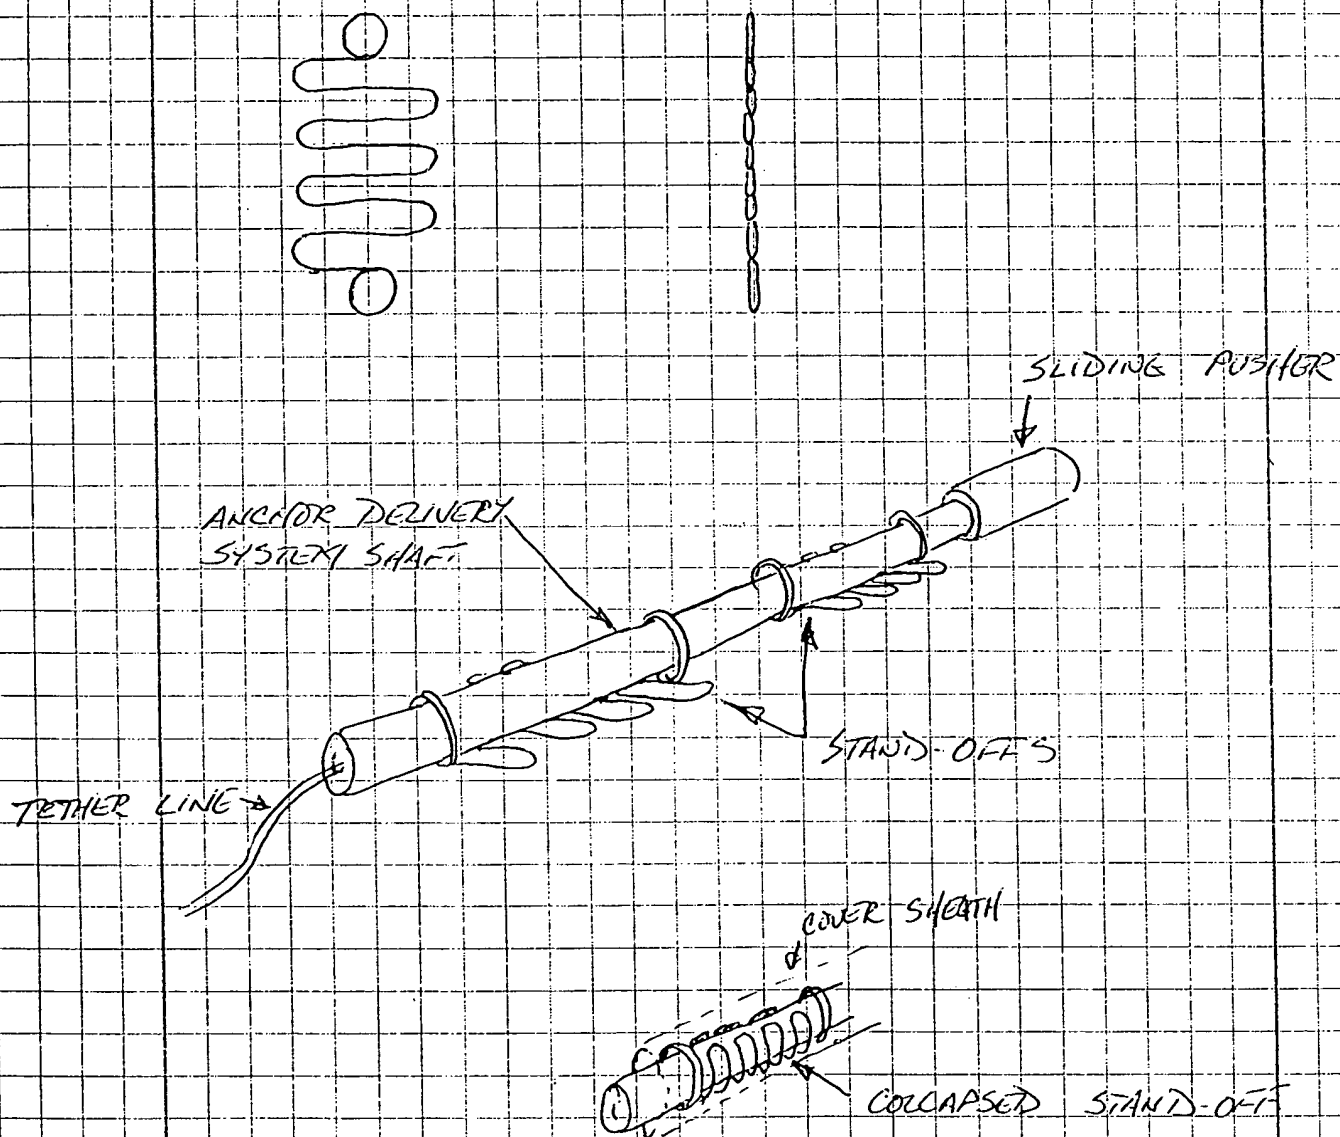 SLIDING PUSHER
ANCHOR DELIVERY
SYSTEM SHAFT
STAND-OFFS
TETHER LINE
COVER SHEATH
COLLAPSED STAND-OFF